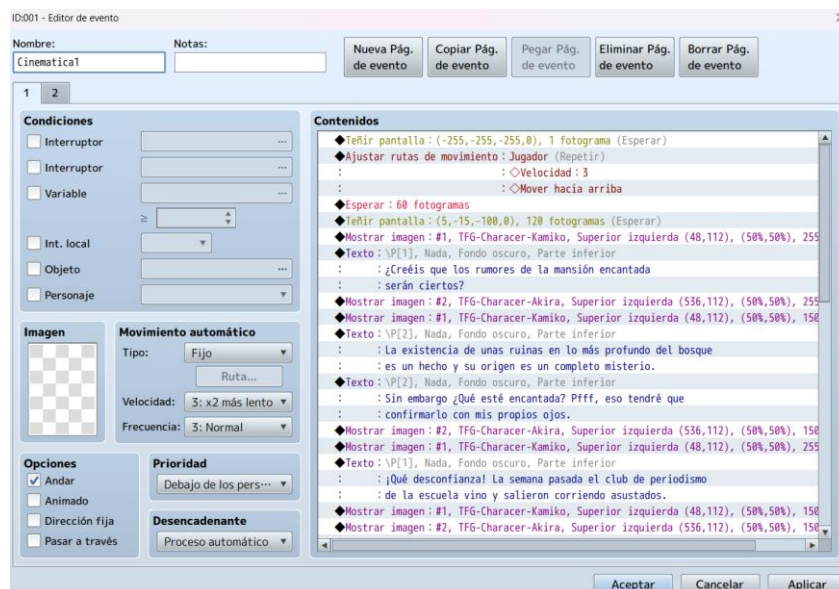 ID:001 - Editor de evento
Nombre:
Notas:
Cinematica1
Nueva Pág.
de evento
Copiar Pág.
de evento
Pegar Pág.
de evento
Eliminar Pág.
de evento
Borrar Pág.
de evento
1
2
Condiciones
Interruptor
Interruptor
Variable
≥
Int. local
Objeto
Personaje
Imagen
Movimiento automático
Tipo:
Fijo
Ruta...
Velocidad:
3: x2 más lento
Frecuencia:
3: Normal
Opciones
Andar
Animado
Dirección fija
Pasar a través
Prioridad
Debajo de los pers...
Desencadenante
Proceso automático
Contenidos
◆Teñir pantalla : (-255,-255,-255,0), 1 fotograma (Esperar)
◆Ajustar rutas de movimiento : Jugador (Repetir)
: : ◇Velocidad : 3
: : ◇Mover hacia arriba
◆Esperar : 60 fotogramas
◆Teñir pantalla : (5,-15,-100,0), 120 fotogramas (Esperar)
◆Mostrar imagen : #1, TFG-Characer-Kamiko, Superior izquierda (48,112), (50%,50%), 255
◆Texto : \P[1], Nada, Fondo oscuro, Parte inferior
: : ¿Creéis que los rumores de la mansión encantada
: : serán ciertos?
◆Mostrar imagen : #2, TFG-Characer-Akira, Superior izquierda (536,112), (50%,50%), 255
◆Mostrar imagen : #1, TFG-Characer-Kamiko, Superior izquierda (48,112), (50%,50%), 150
◆Texto : \P[2], Nada, Fondo oscuro, Parte inferior
: : La existencia de unas ruinas en lo más profundo del bosque
: : es un hecho y su origen es un completo misterio.
◆Texto : \P[2], Nada, Fondo oscuro, Parte inferior
: : Sin embargo ¿Qué esté encantada? Pfff, eso tendré que
: : confirmarlo con mis propios ojos.
◆Mostrar imagen : #2, TFG-Characer-Akira, Superior izquierda (536,112), (50%,50%), 150
◆Mostrar imagen : #1, TFG-Characer-Kamiko, Superior izquierda (48,112), (50%,50%), 255
◆Texto : \P[1], Nada, Fondo oscuro, Parte inferior
: : ¡Qué desconfianza! La semana pasada el club de periodismo
: : de la escuela vino y salieron corriendo asustados.
◆Mostrar imagen : #1, TFG-Characer-Kamiko, Superior izquierda (48,112), (50%,50%), 150
◆Mostrar imagen : #2, TFG-Characer-Akira, Superior izquierda (536,112), (50%,50%), 150
Aceptar
Cancelar
Aplicar